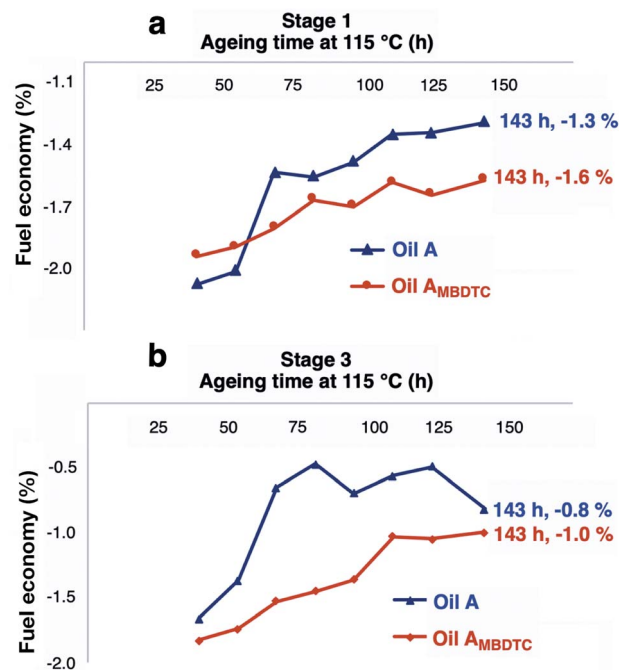 a
Stage 1
Ageing time at 115 °C (h)
Fuel economy (%)
-1.1
25 50 75 100 125 150
-1.4
143 h, -1.3 %
143 h, -1.6 %
-1.7
Oil A
-2.0
Oil AMBDTC
b
Stage 3
Ageing time at 115 °C (h)
Fuel economy (%)
25 50 75 100 125 150
-0.5
143 h, -0.8 %
-1.0
143 h, -1.0 %
-1.5
Oil A
Oil AMBDTC
-2.0